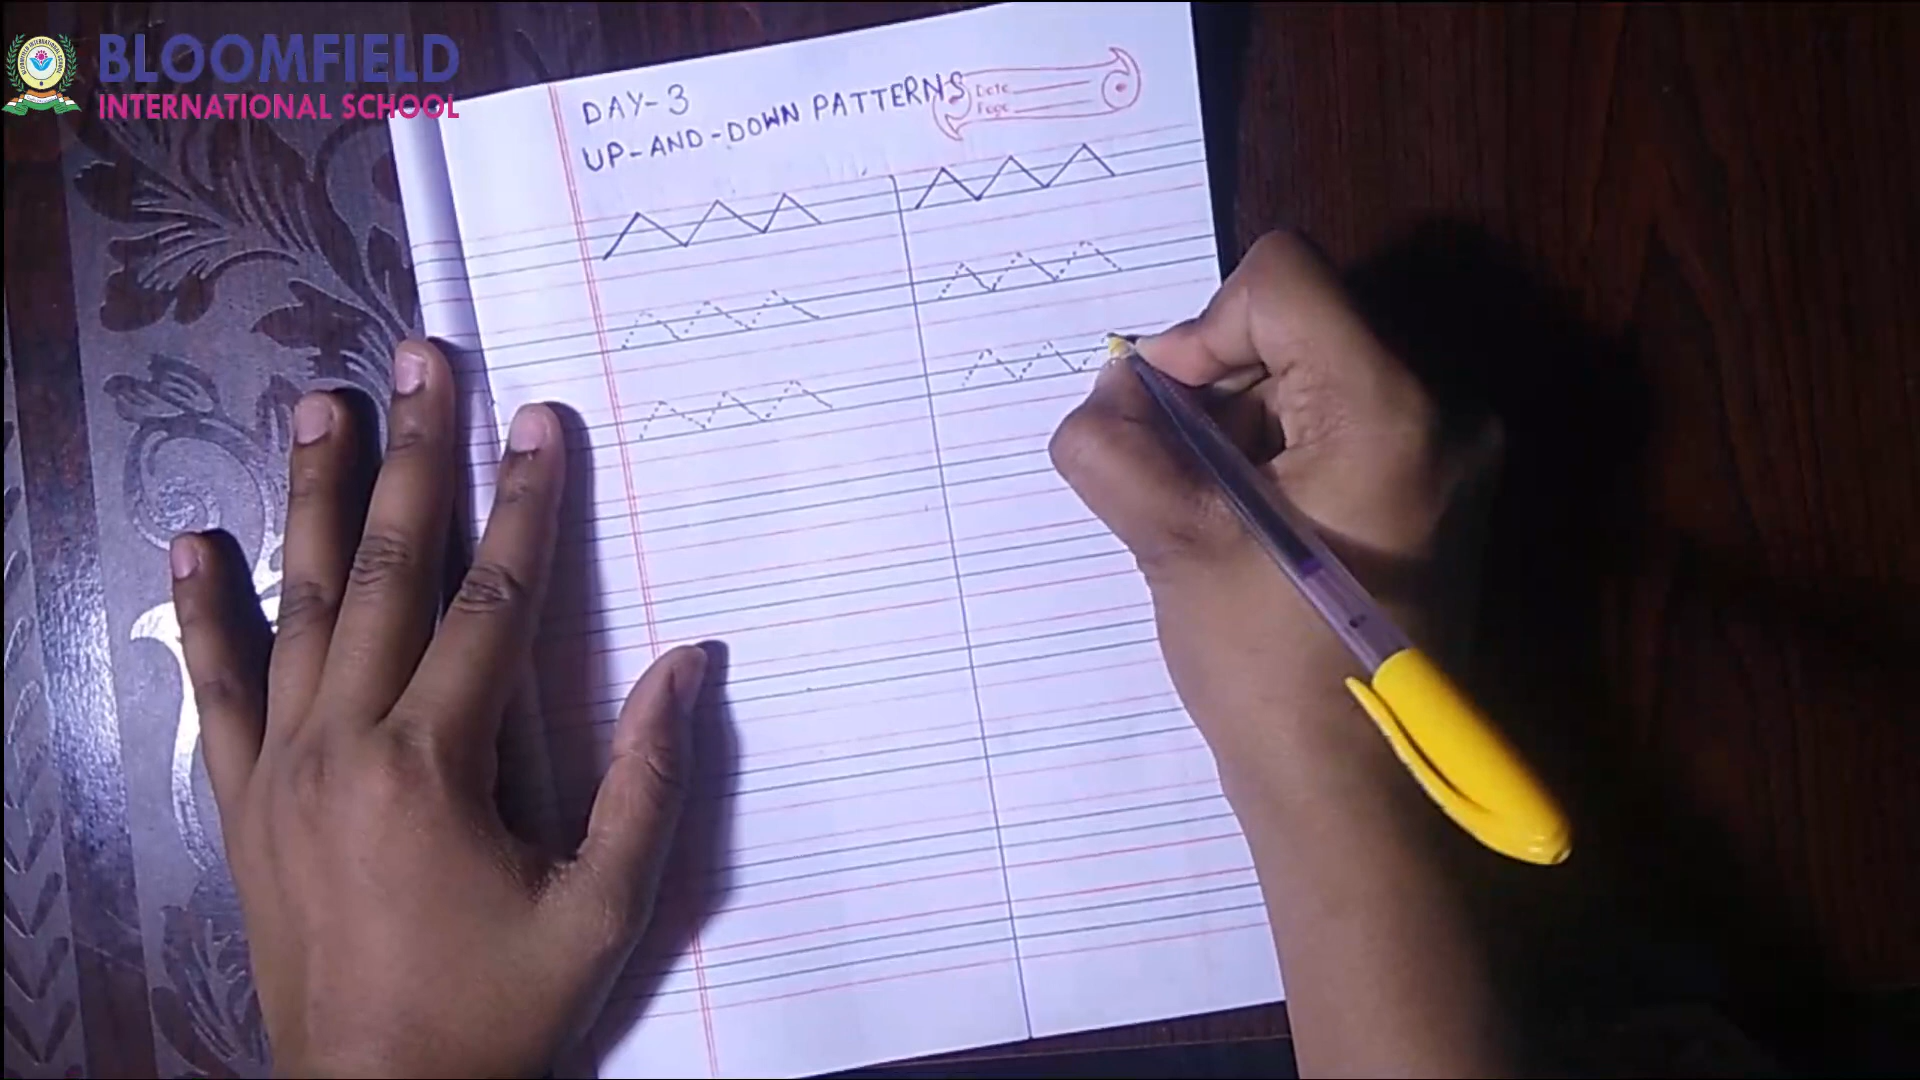 BLOOMFIELD
INTERNATIONAL SCHOOL
DAY-3
UP-AND-DOWN PATTERNS
Date
Page